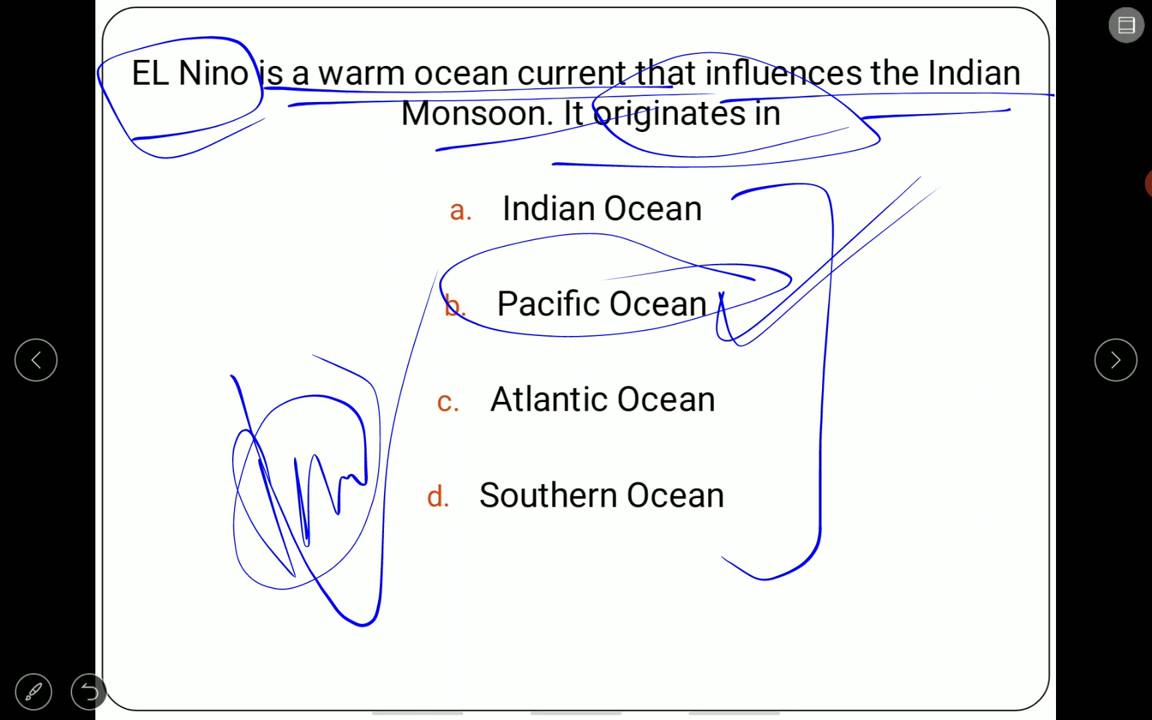 EL Nino is a warm ocean current that influences the Indian
Monsoon. It originates in
a. Indian Ocean
b. Pacific Ocean
c. Atlantic Ocean
d. Southern Ocean